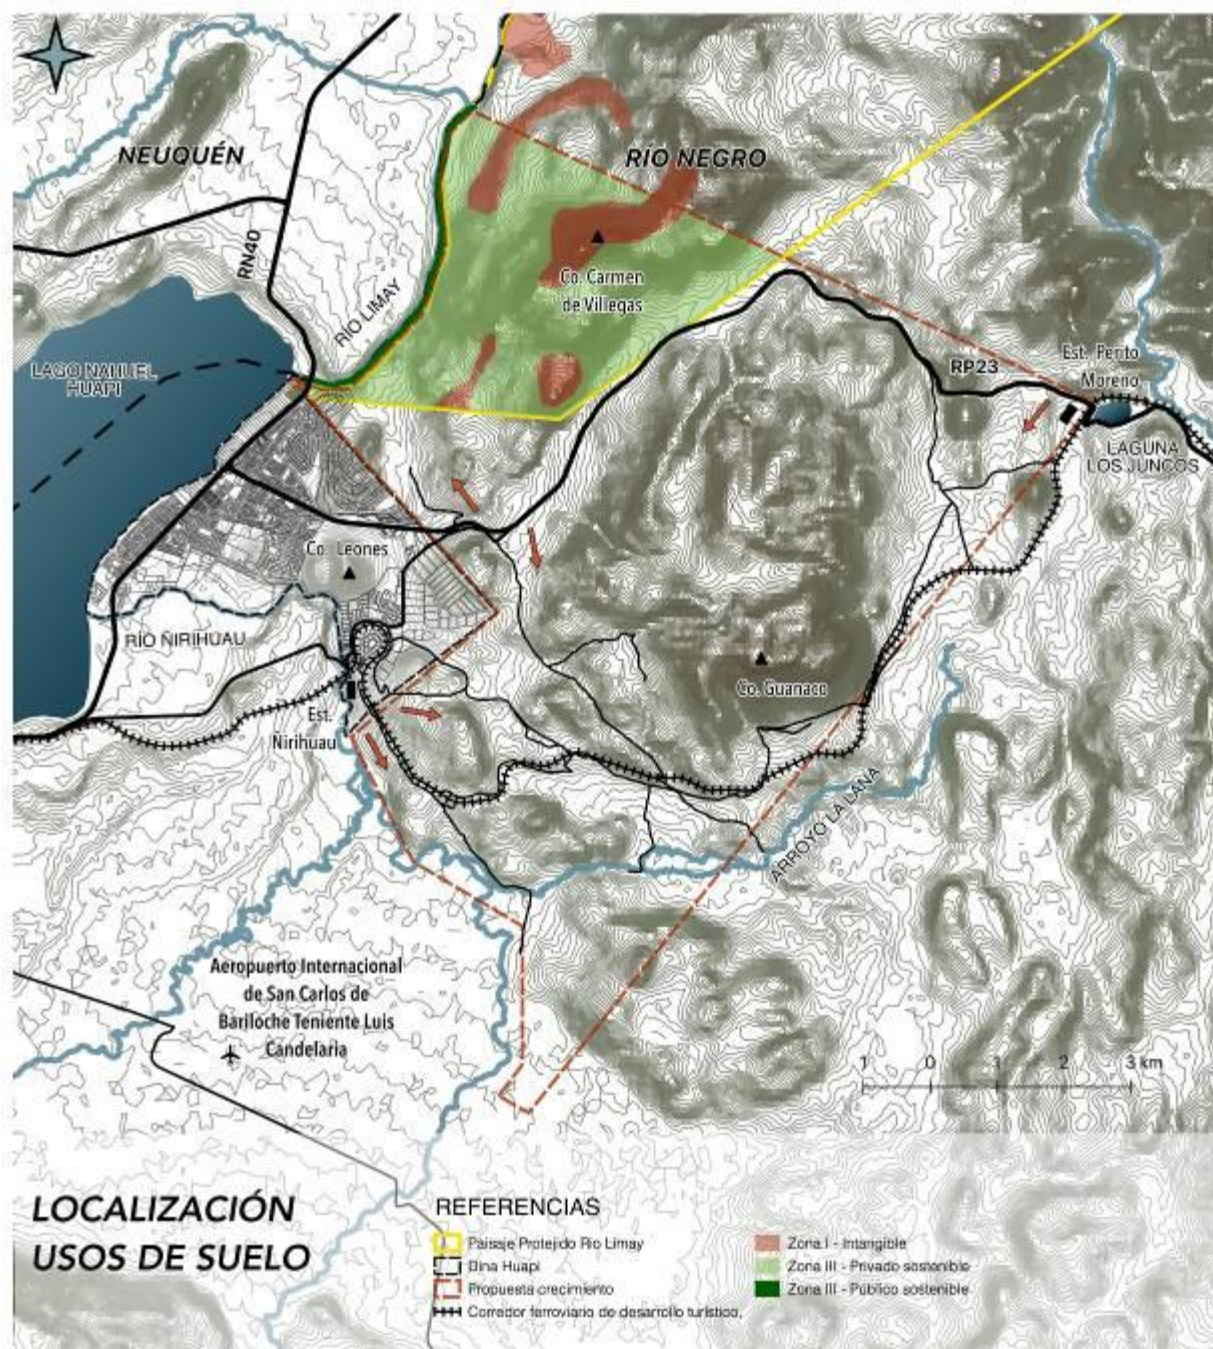 NEUQUÉN
RÍO NEGRO
RN40
RÍO LIMAY
Co. Carmen
de Villegas
LAGO NAHUEL
HUAPI
RP23
Est. Perito
Moreno
LAGUNA
LOS JUNCOS
Co. Leones
RÍO ÑIRIHUAU
Co. Guanaco
Est.
Ñirihuau
ARROYO LA LANA
Aeropuerto Internacional
de San Carlos de
Bariloche Teniente Luis
Candelaria
1 0 2 3 km
LOCALIZACIÓN
USOS DE SUELO
REFERENCIAS
Paisaje Protejido Rio Limay
Dina Huapi
Propuesta crecimiento
Corredor ferroviario de desarrollo turístico,
Zona I - Intangible
Zona III - Privado sostenible
Zona III - Público sostenible